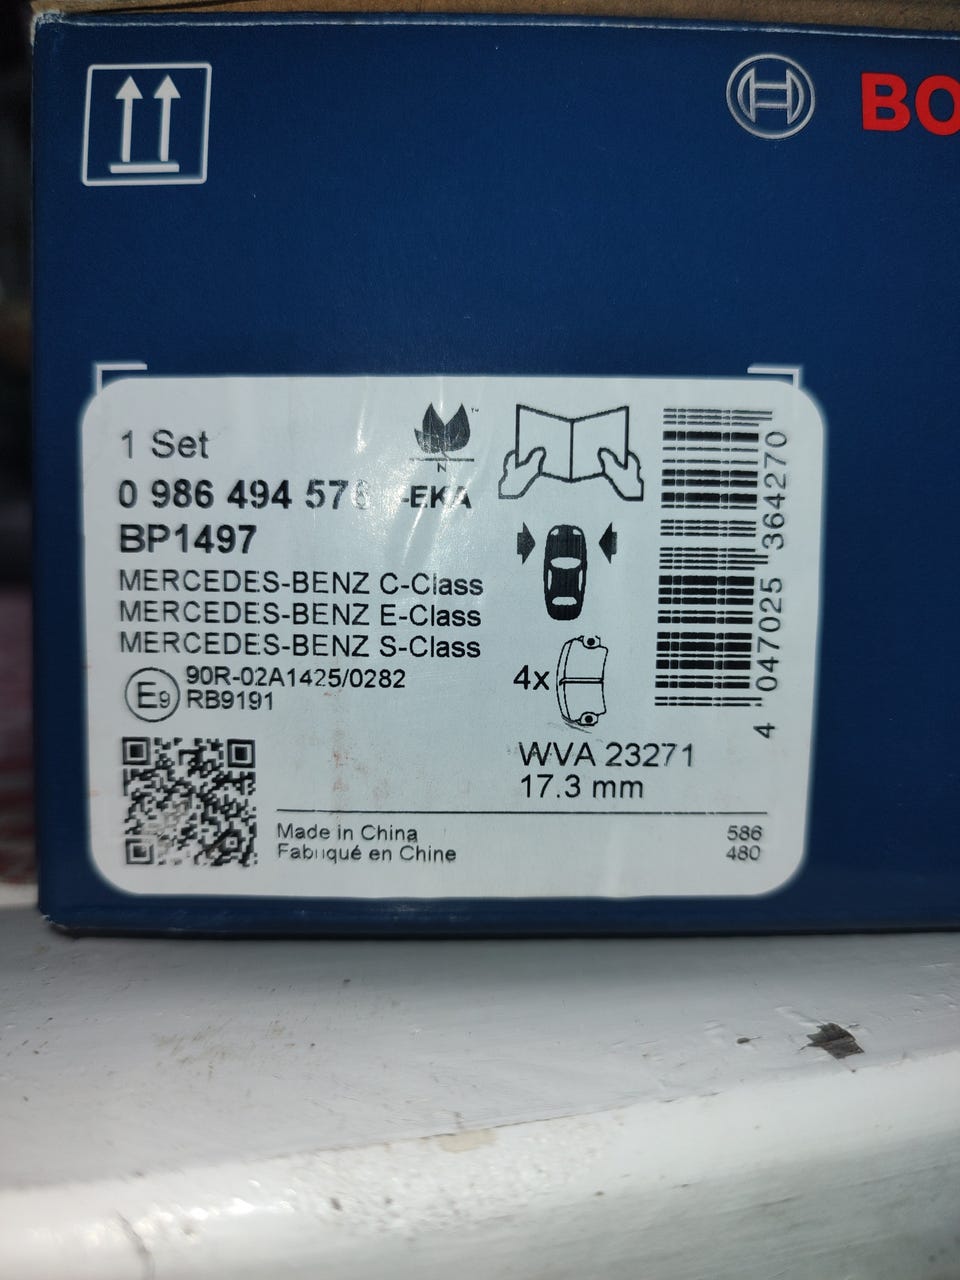 BO
1 Set
0 986 494 57 -EKA
BP1497
MERCEDES-BENZ C-Class
MERCEDES-BENZ E-Class
MERCEDES-BENZ S-Class
E9 90R-02A1425/0282
RB9191
N
4x
WVA 23271
17.3 mm
4 047025 364270
Made in China
Fabriqué en Chine
586
480